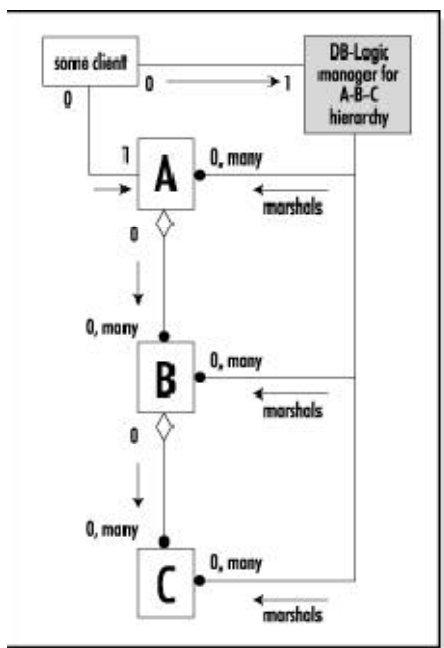 some client
DB-Logic
manager for
A-B-C
hierarchy
0
1
0
1
A
0, many
marshals
0
0, many
B
0, many
marshals
0
0, many
C
0, many
marshals